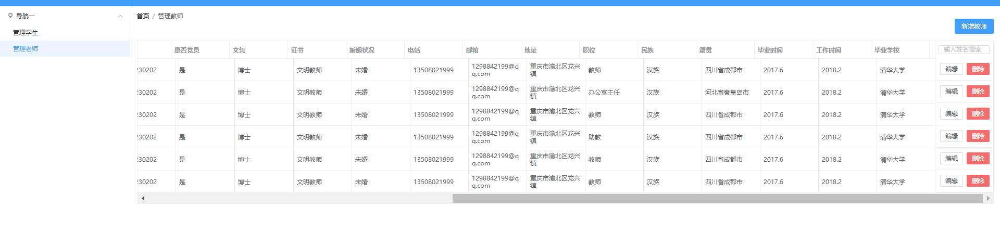 导航一
管理学生
管理老师
首页 / 管理教师
新增教师
是否党员 文凭 证书 婚姻状况 电话 邮箱 地址 职位 民族 籍贯 毕业时间 工作时间 毕业学校 输入姓名搜索
230202 是 博士 文明教师 未婚 13508021999 1298842199@q 重庆市渝北区龙兴 教师 汉族 四川省成都市 2017.6 2018.2 清华大学 编辑 删除
q.com 镇
230202 是 博士 文明教师 未婚 13508021999 1298842199@q 重庆市渝北区龙兴 办公室主任 汉族 河北省秦皇岛市 2017.6 2018.2 清华大学 编辑 删除
q.com 镇
230202 是 博士 文明教师 未婚 13508021999 1298842199@q 重庆市渝北区龙兴 教师 汉族 四川省成都市 2017.6 2018.2 清华大学 编辑 删除
q.com 镇
230202 是 博士 文明教师 未婚 13508021999 1298842199@q 重庆市渝北区龙兴 助教 汉族 四川省成都市 2017.6 2018.2 清华大学 编辑 删除
q.com 镇
230202 是 博士 文明教师 未婚 13508021999 1298842199@q 重庆市渝北区龙兴 教师 汉族 四川省成都市 2017.6 2018.2 清华大学 编辑 删除
q.com 镇
230202 是 博士 文明教师 未婚 13508021999 1298842199@q 重庆市渝北区龙兴 教师 汉族 四川省成都市 2017.6 2018.2 清华大学 编辑 删除
q.com 镇